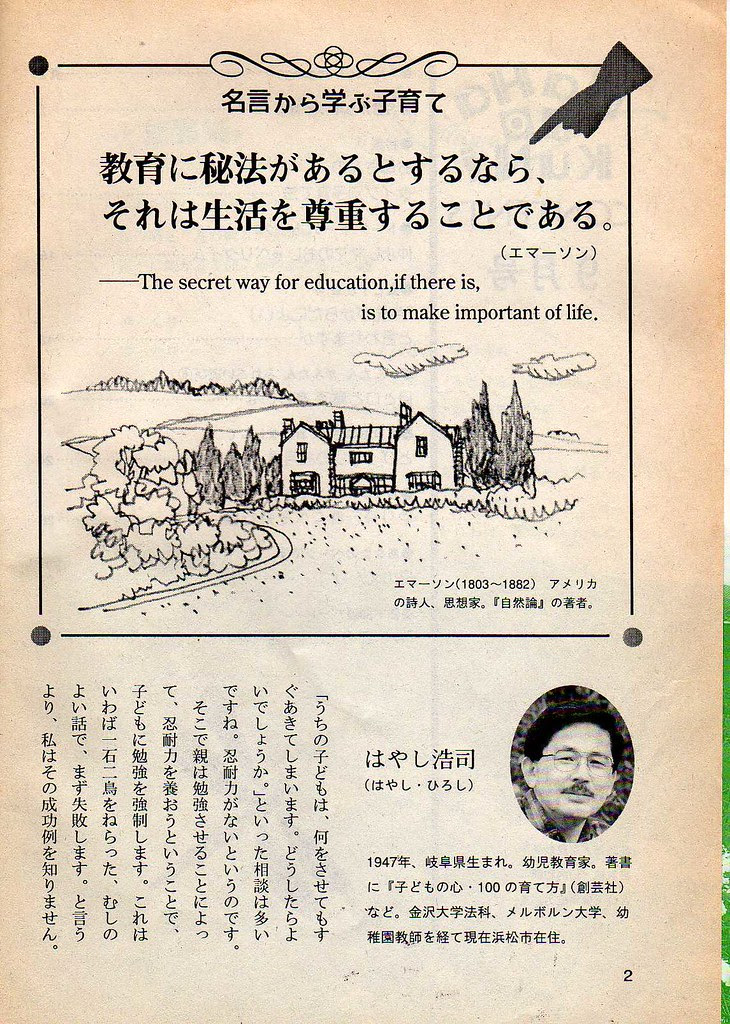 名言から学ぶ子育て
教育に秘法があるとするなら、
それは生活を尊重することである。
(エマーソン)
——The secret way for education,if there is,
is to make important of life.
エマーソン(1803〜1882) アメリカ
の詩人、思想家。『自然論』の著者。
はやし浩司
(はやし・ひろし)
1947年、岐阜県生まれ。幼児教育家。著書
に『子どもの心・100の育て方』(創芸社)
など。金沢大学法科、メルボルン大学、幼
稚園教師を経て現在浜松市在住。
「うちの子どもは、何をさせてもす
ぐあきてしまいます。どうしたらよ
いでしょうか。」といった相談は多い
ですね。忍耐力がないというのです。
そこで親は勉強させることによっ
て、忍耐力を養おうということで、
子どもに勉強を強制します。これは
いわば一石二鳥をねらった、むしの
よい話で、まず失敗します。と言う
より、私はその成功例を知りません。
2